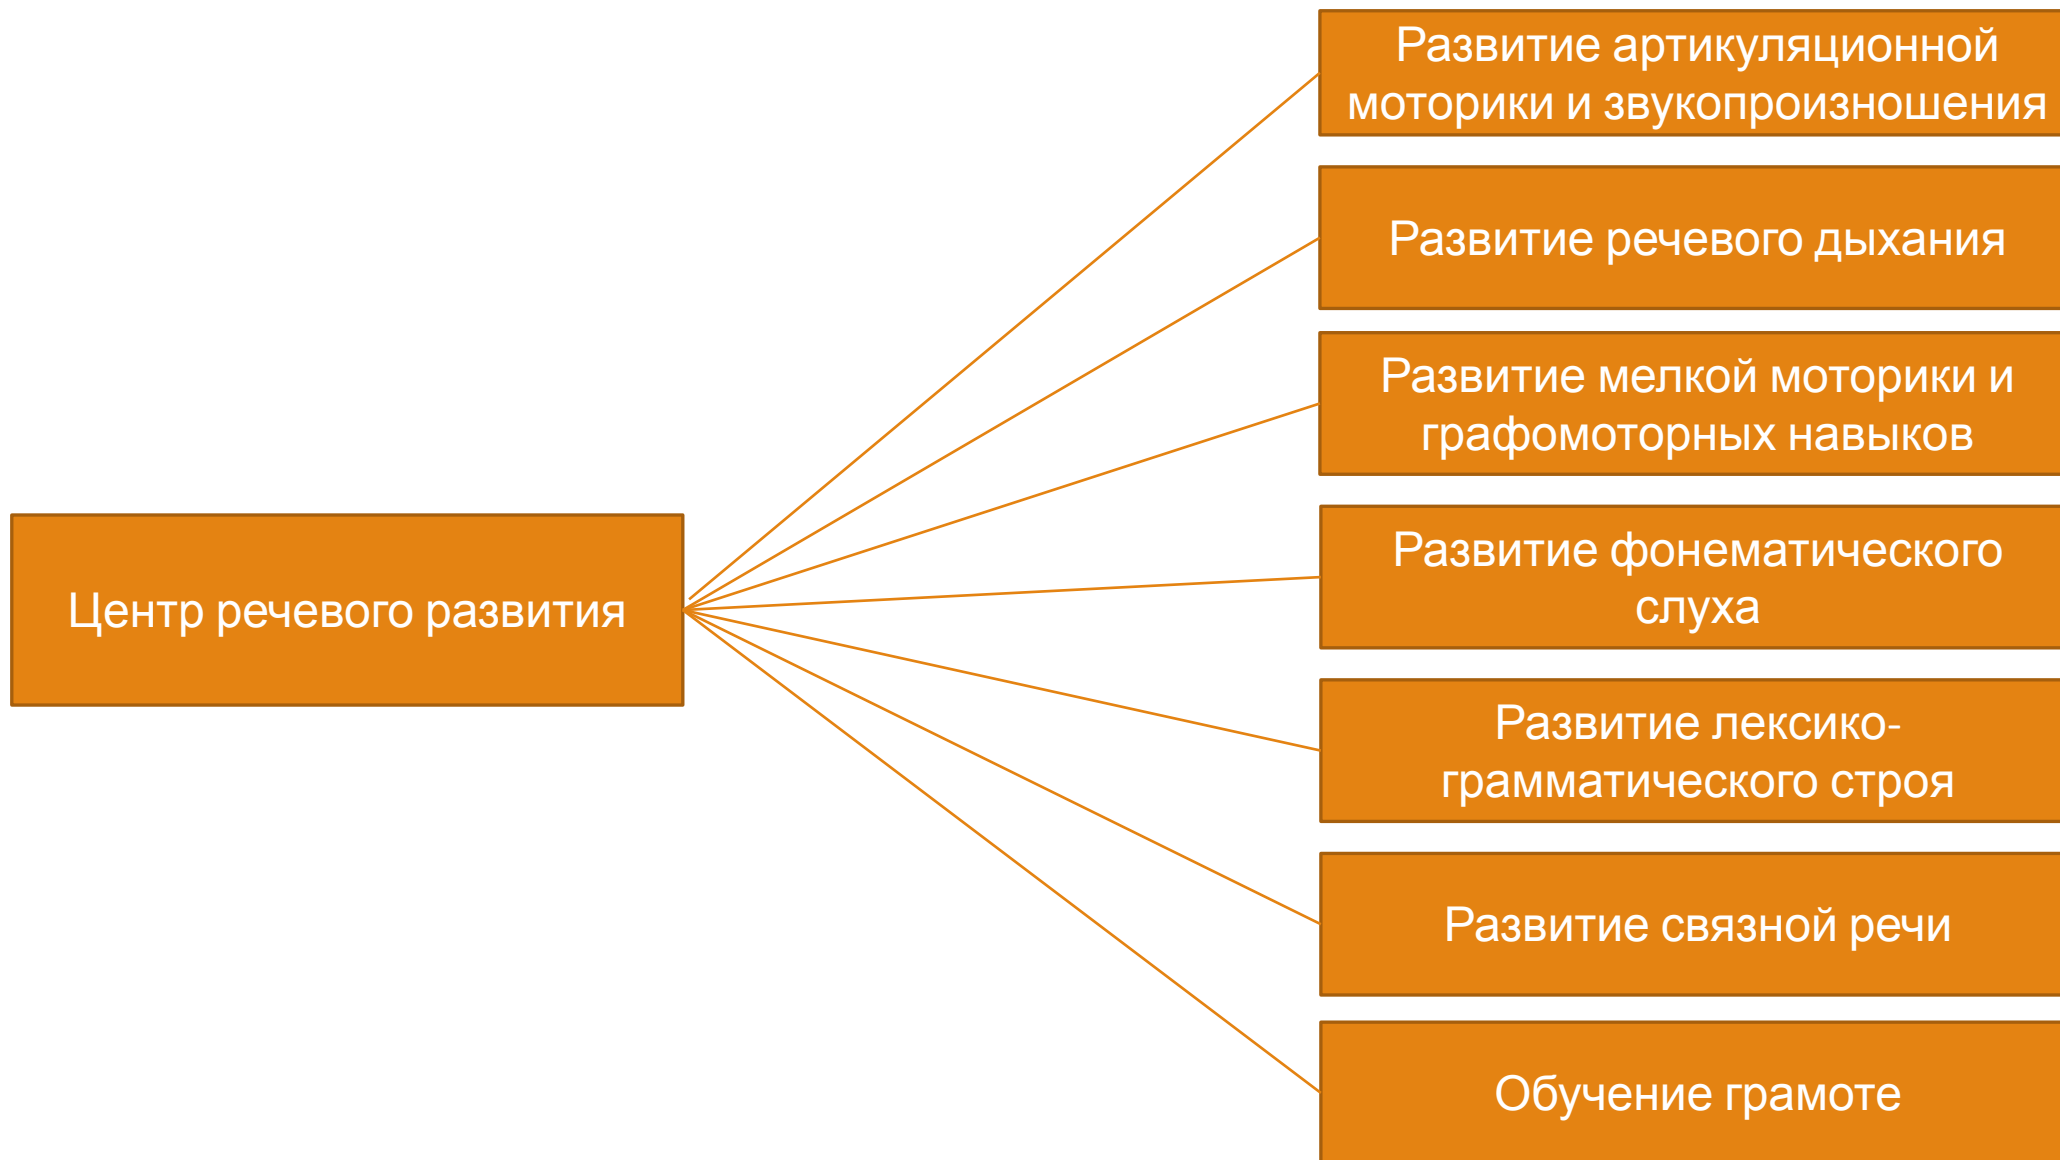 Развитие артикуляционной
моторики и звукопроизношения
Развитие речевого дыхания
Развитие мелкой моторики и
графомоторных навыков
Развитие фонематического
слуха
Центр речевого развития
Развитие лексико-
грамматического строя
Развитие связной речи
Обучение грамоте